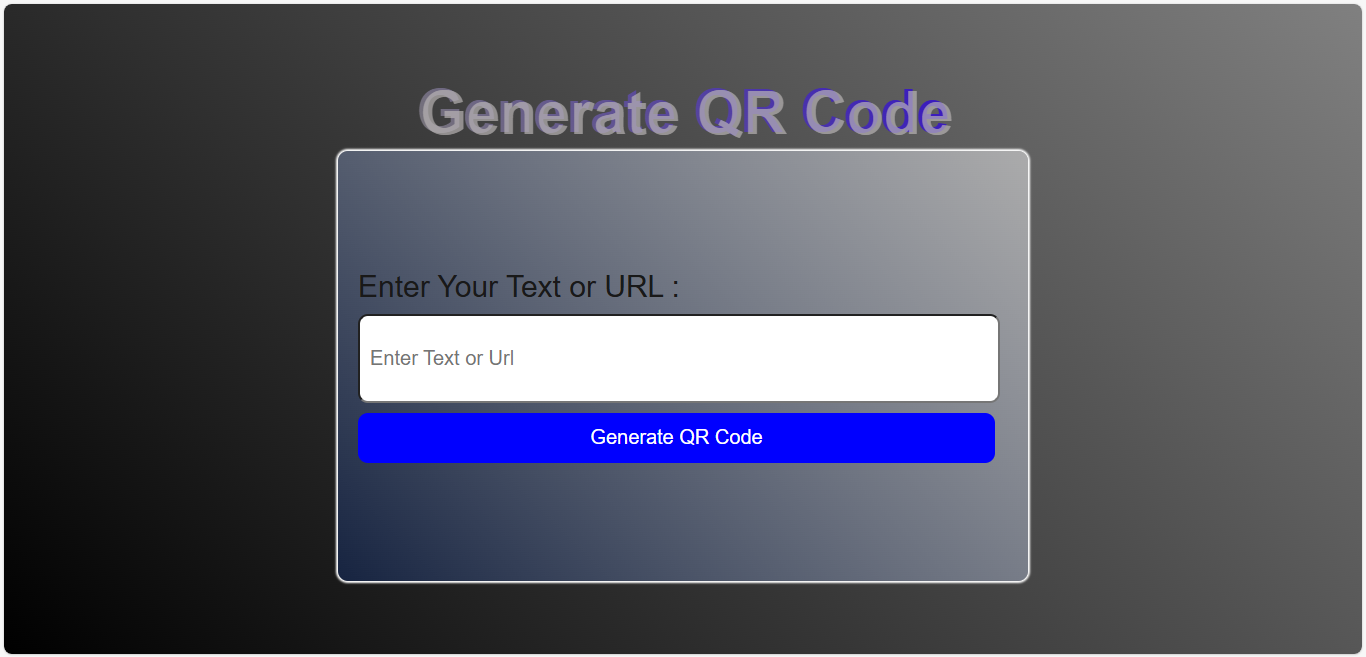 Generate QR Code
Enter Your Text or URL :
Enter Text or Url
Generate QR Code